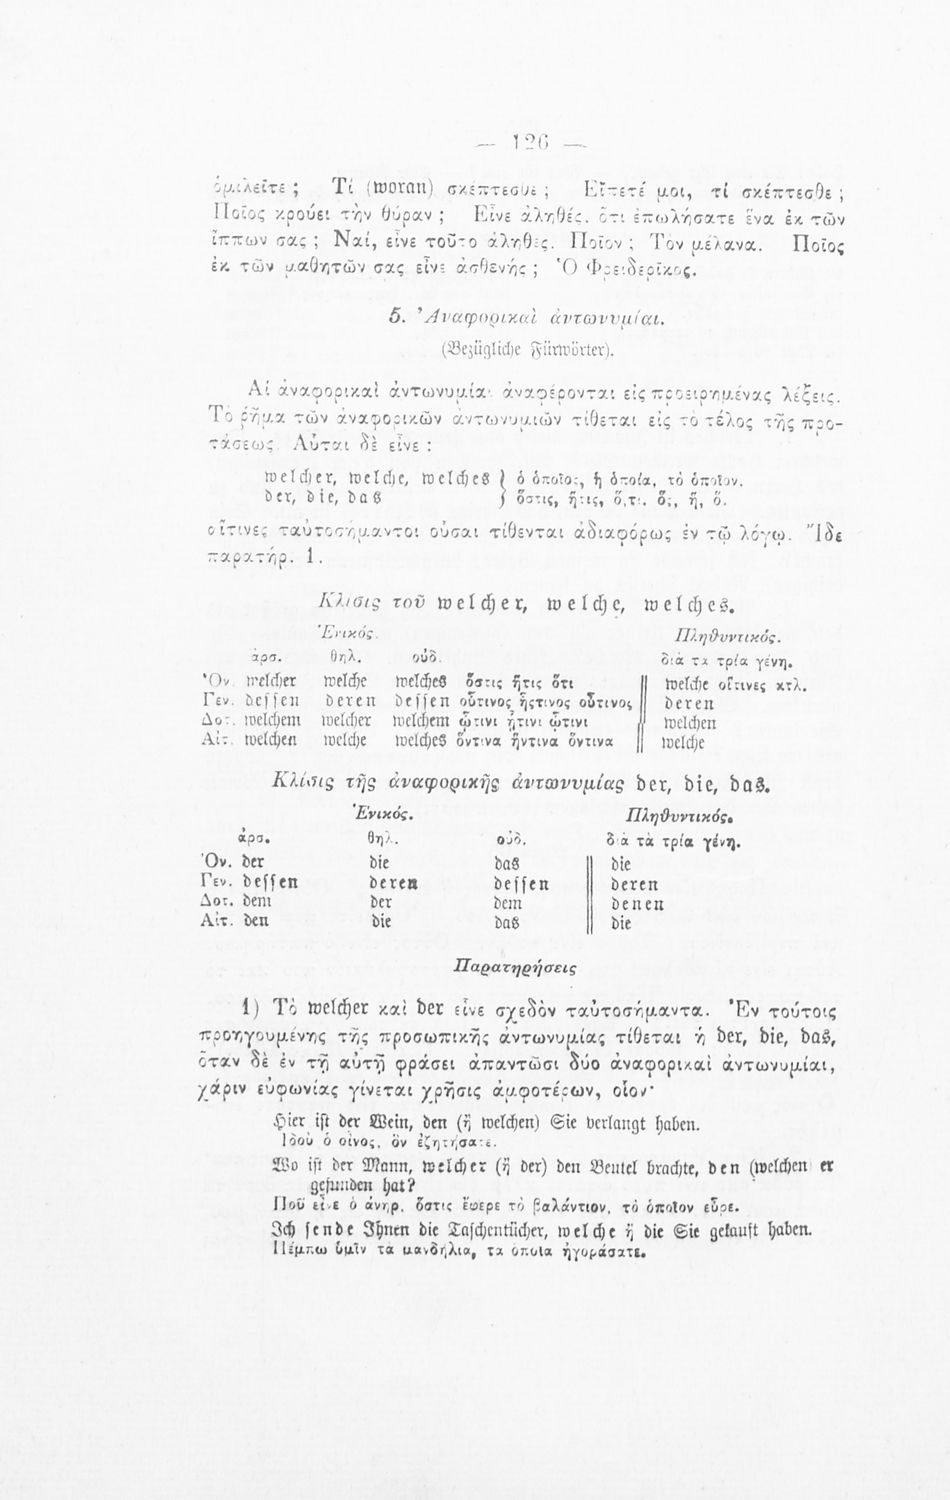 — 126 —
ὁμιλεῖτε ; Τί (woran) σκέπτεσθε ; Εἴπετέ μοι, τί σκέπτεσθε ;
Ποῖος κρούει τὴν θύραν ; Εἶνε ἀληθές, ὅτι ἐπωλήσατε ἕνα ἐκ τῶν
ἵππων σας ; Ναί, εἶνε τοῦτο ἀληθές. Ποῖον ; Τὸν μέλανα. Ποῖος
ἐκ τῶν μαθητῶν σας εἶνε ἀσθενής ; Ὁ Φρειδερῖκος.
5. Ἀναφορικαὶ ἀντωνυμίαι.
(Bezügliche Fürwörter).
Αἱ ἀναφορικαὶ ἀντωνυμίαι ἀναφέρονται εἰς προειρημένας λέξεις.
Τὸ ῥῆμα τῶν ἀναφορικῶν ἀντωνυμιῶν τίθεται εἰς τὸ τέλος τῆς προ-
τάσεως. Αὗται δὲ εἶνε :
welcher, welche, welches } ὁ ὁποῖος, ἡ ὁποία, τὸ ὁποῖον.
der, die, das } ὅστις, ἥτις, ὅ,τι. ὅς, ἥ, ὅ.
οἵτινες ταὐτοσήμαντοι οὖσαι τίθενται ἀδιαφόρως ἐν τῷ λόγῳ. Ἴδε
παρατήρ. 1.
Κλίσις τοῦ welcher, welche, welches.
Ἑνικός. Πληθυντικός.
ἀρσ. θηλ. οὐδ. διὰ τὰ τρία γένη.
Ὀν. welcher welche welches ὅστις ἥτις ὅτι || welche οἵτινες κτλ.
Γεν. dessen deren dessen οὗτινος ἧστινος οὗτινος || deren
Δοτ. welchem welcher welchem ᾧτινι ᾗτινι ᾧτινι || welchen
Αἰτ. welchen welche welches ὅντινα ἥντινα ὅντινα || welche
Κλίσις τῆς ἀναφορικῆς ἀντωνυμίας der, die, das.
Ἑνικός. Πληθυντικός.
ἀρσ. θηλ. οὐδ. διὰ τὰ τρία γένη.
Ὀν. der die das || die
Γεν. dessen deren dessen || deren
Δοτ. dem der dem || denen
Αἰτ. den die das || die
Παρατηρήσεις
1) Τὸ welcher καὶ der εἶνε σχεδὸν ταὐτοσήμαντα. Ἐν τούτοις
προηγουμένης τῆς προσωπικῆς ἀντωνυμίας τίθεται ἡ der, die, das,
ὅταν δὲ ἐν τῇ αὐτῇ φράσει ἀπαντῶσι δύο ἀναφορικαὶ ἀντωνυμίαι,
χάριν εὐφωνίας γίνεται χρῆσις ἀμφοτέρων, οἷον·
Hier ist der Wein, den (ἢ welchen) Sie verlangt haben.
Ἰδοὺ ὁ οἶνος, ὃν ἐζητήσατε.
Wo ist der Mann, welcher (ἢ der) den Beutel brachte, den (welchen er
gefunden hat?
Ποῦ εἶνε ὁ ἀνήρ, ὅστις ἔφερε τὸ βαλάντιον, τὸ ὁποῖον εὗρε.
Ich sende Ihnen die Taschentücher, welche ἢ die Sie gekauft haben.
Πέμπω ὑμῖν τὰ μανδήλια, τὰ ὁποῖα ἠγοράσατε.